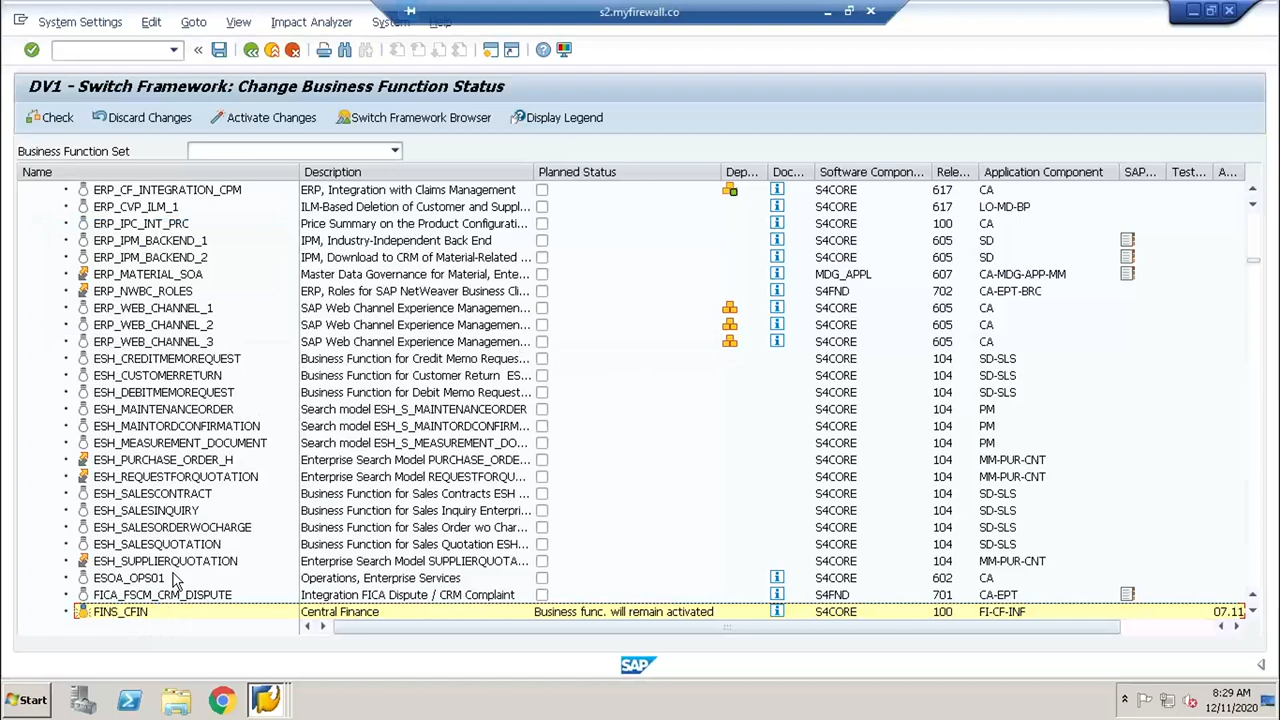 s2.myfirewall.co
System Settings Edit Goto View Impact Analyzer System Help
DV1 - Switch Framework: Change Business Function Status
Check Discard Changes Activate Changes Switch Framework Browser Display Legend
Business Function Set
Name Description Planned Status Dep... Doc... Software Compon... Rele... Application Component SAP... Test... A...
ERP_CF_INTEGRATION_CPM ERP, Integration with Claims Management S4CORE 617 CA
ERP_CVP_ILM_1 ILM-Based Deletion of Customer and Suppl... S4CORE 617 LO-MD-BP
ERP_IPC_INT_PRC Price Summary on the Product Configurati... S4CORE 100 CA
ERP_IPM_BACKEND_1 IPM, Industry-Independent Back End S4CORE 605 SD
ERP_IPM_BACKEND_2 IPM, Download to CRM of Material-Related ... S4CORE 605 SD
ERP_MATERIAL_SOA Master Data Governance for Material, Ente... MDG_APPL 607 CA-MDG-APP-MM
ERP_NWBC_ROLES ERP, Roles for SAP NetWeaver Business Cli... S4FND 702 CA-EPT-BRC
ERP_WEB_CHANNEL_1 SAP Web Channel Experience Managemen... S4CORE 605 CA
ERP_WEB_CHANNEL_2 SAP Web Channel Experience Managemen... S4CORE 605 CA
ERP_WEB_CHANNEL_3 SAP Web Channel Experience Managemen... S4CORE 605 CA
ESH_CREDITMEMOREQUEST Business Function for Credit Memo Reques... S4CORE 104 SD-SLS
ESH_CUSTOMERRETURN Business Function for Customer Return ES... S4CORE 104 SD-SLS
ESH_DEBITMEMOREQUEST Business Function for Debit Memo Request... S4CORE 104 SD-SLS
ESH_MAINTENANCEORDER Search model ESH_S_MAINTENANCEORDER S4CORE 104 PM
ESH_MAINTORDCONFIRMATION Search model ESH_S_MAINTORDCONFIRM... S4CORE 104 PM
ESH_MEASUREMENT_DOCUMENT Search model ESH_S_MEASUREMENT_DO... S4CORE 104 PM
ESH_PURCHASE_ORDER_H Enterprise Search Model PURCHASE_ORDE... S4CORE 104 MM-PUR-CNT
ESH_REQUESTFORQUOTATION Enterprise Search Model REQUESTFORQU... S4CORE 104 MM-PUR-CNT
ESH_SALESCONTRACT Business Function for Sales Contracts ESH ... S4CORE 104 SD-SLS
ESH_SALESINQUIRY Business Function for Sales Inquiry Enterpri... S4CORE 104 SD-SLS
ESH_SALESORDERWOCHARGE Business Function for Sales Order wo Char... S4CORE 104 SD-SLS
ESH_SALESQUOTATION Business Function for Sales Quotation ESH... S4CORE 104 SD-SLS
ESH_SUPPLIERQUOTATION Enterprise Search Model SUPPLIERQUOTA... S4CORE 104 MM-PUR-CNT
ESOA_OPS01 Operations, Enterprise Services S4CORE 602 CA
FICA_FSCM_CRM_DISPUTE Integration FICA Dispute / CRM Complaint S4FND 701 CA-EPT
FINS_CFIN Central Finance Business func. will remain activated S4CORE 100 FI-CF-INF 07.11
SAP
Start
8:29 AM
12/11/2020